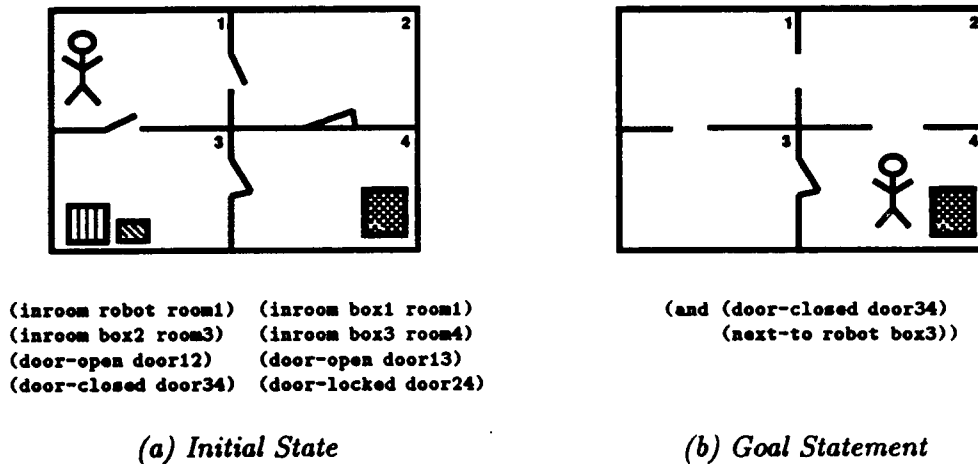 1 2
3 4
1 2
3 4
(inroom robot room1) (inroom box1 room1)
(inroom box2 room3) (inroom box3 room4)
(door-open door12) (door-open door13)
(door-closed door34) (door-locked door24)
(and (door-closed door34)
(next-to robot box3))
(a) Initial State
(b) Goal Statement